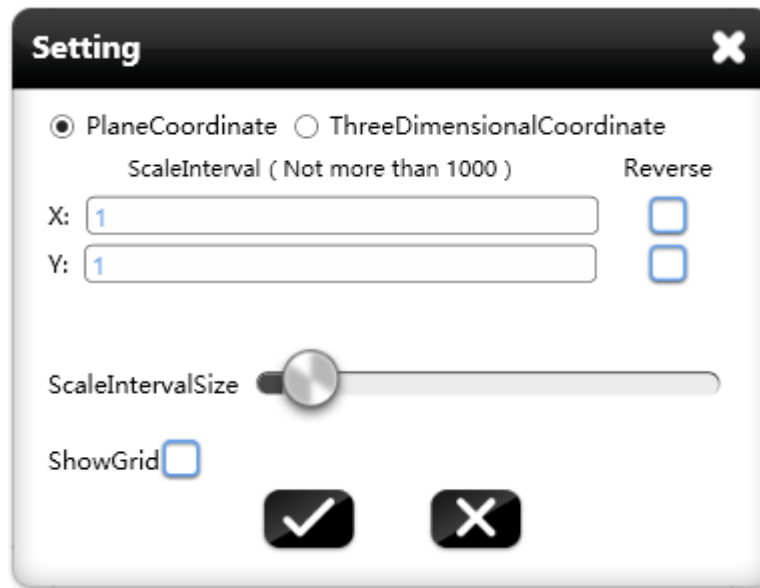 Setting
PlaneCoordinate ThreeDimensionalCoordinate
ScaleInterval ( Not more than 1000 ) Reverse
X: 1
Y: 1
ScaleIntervalSize
ShowGrid